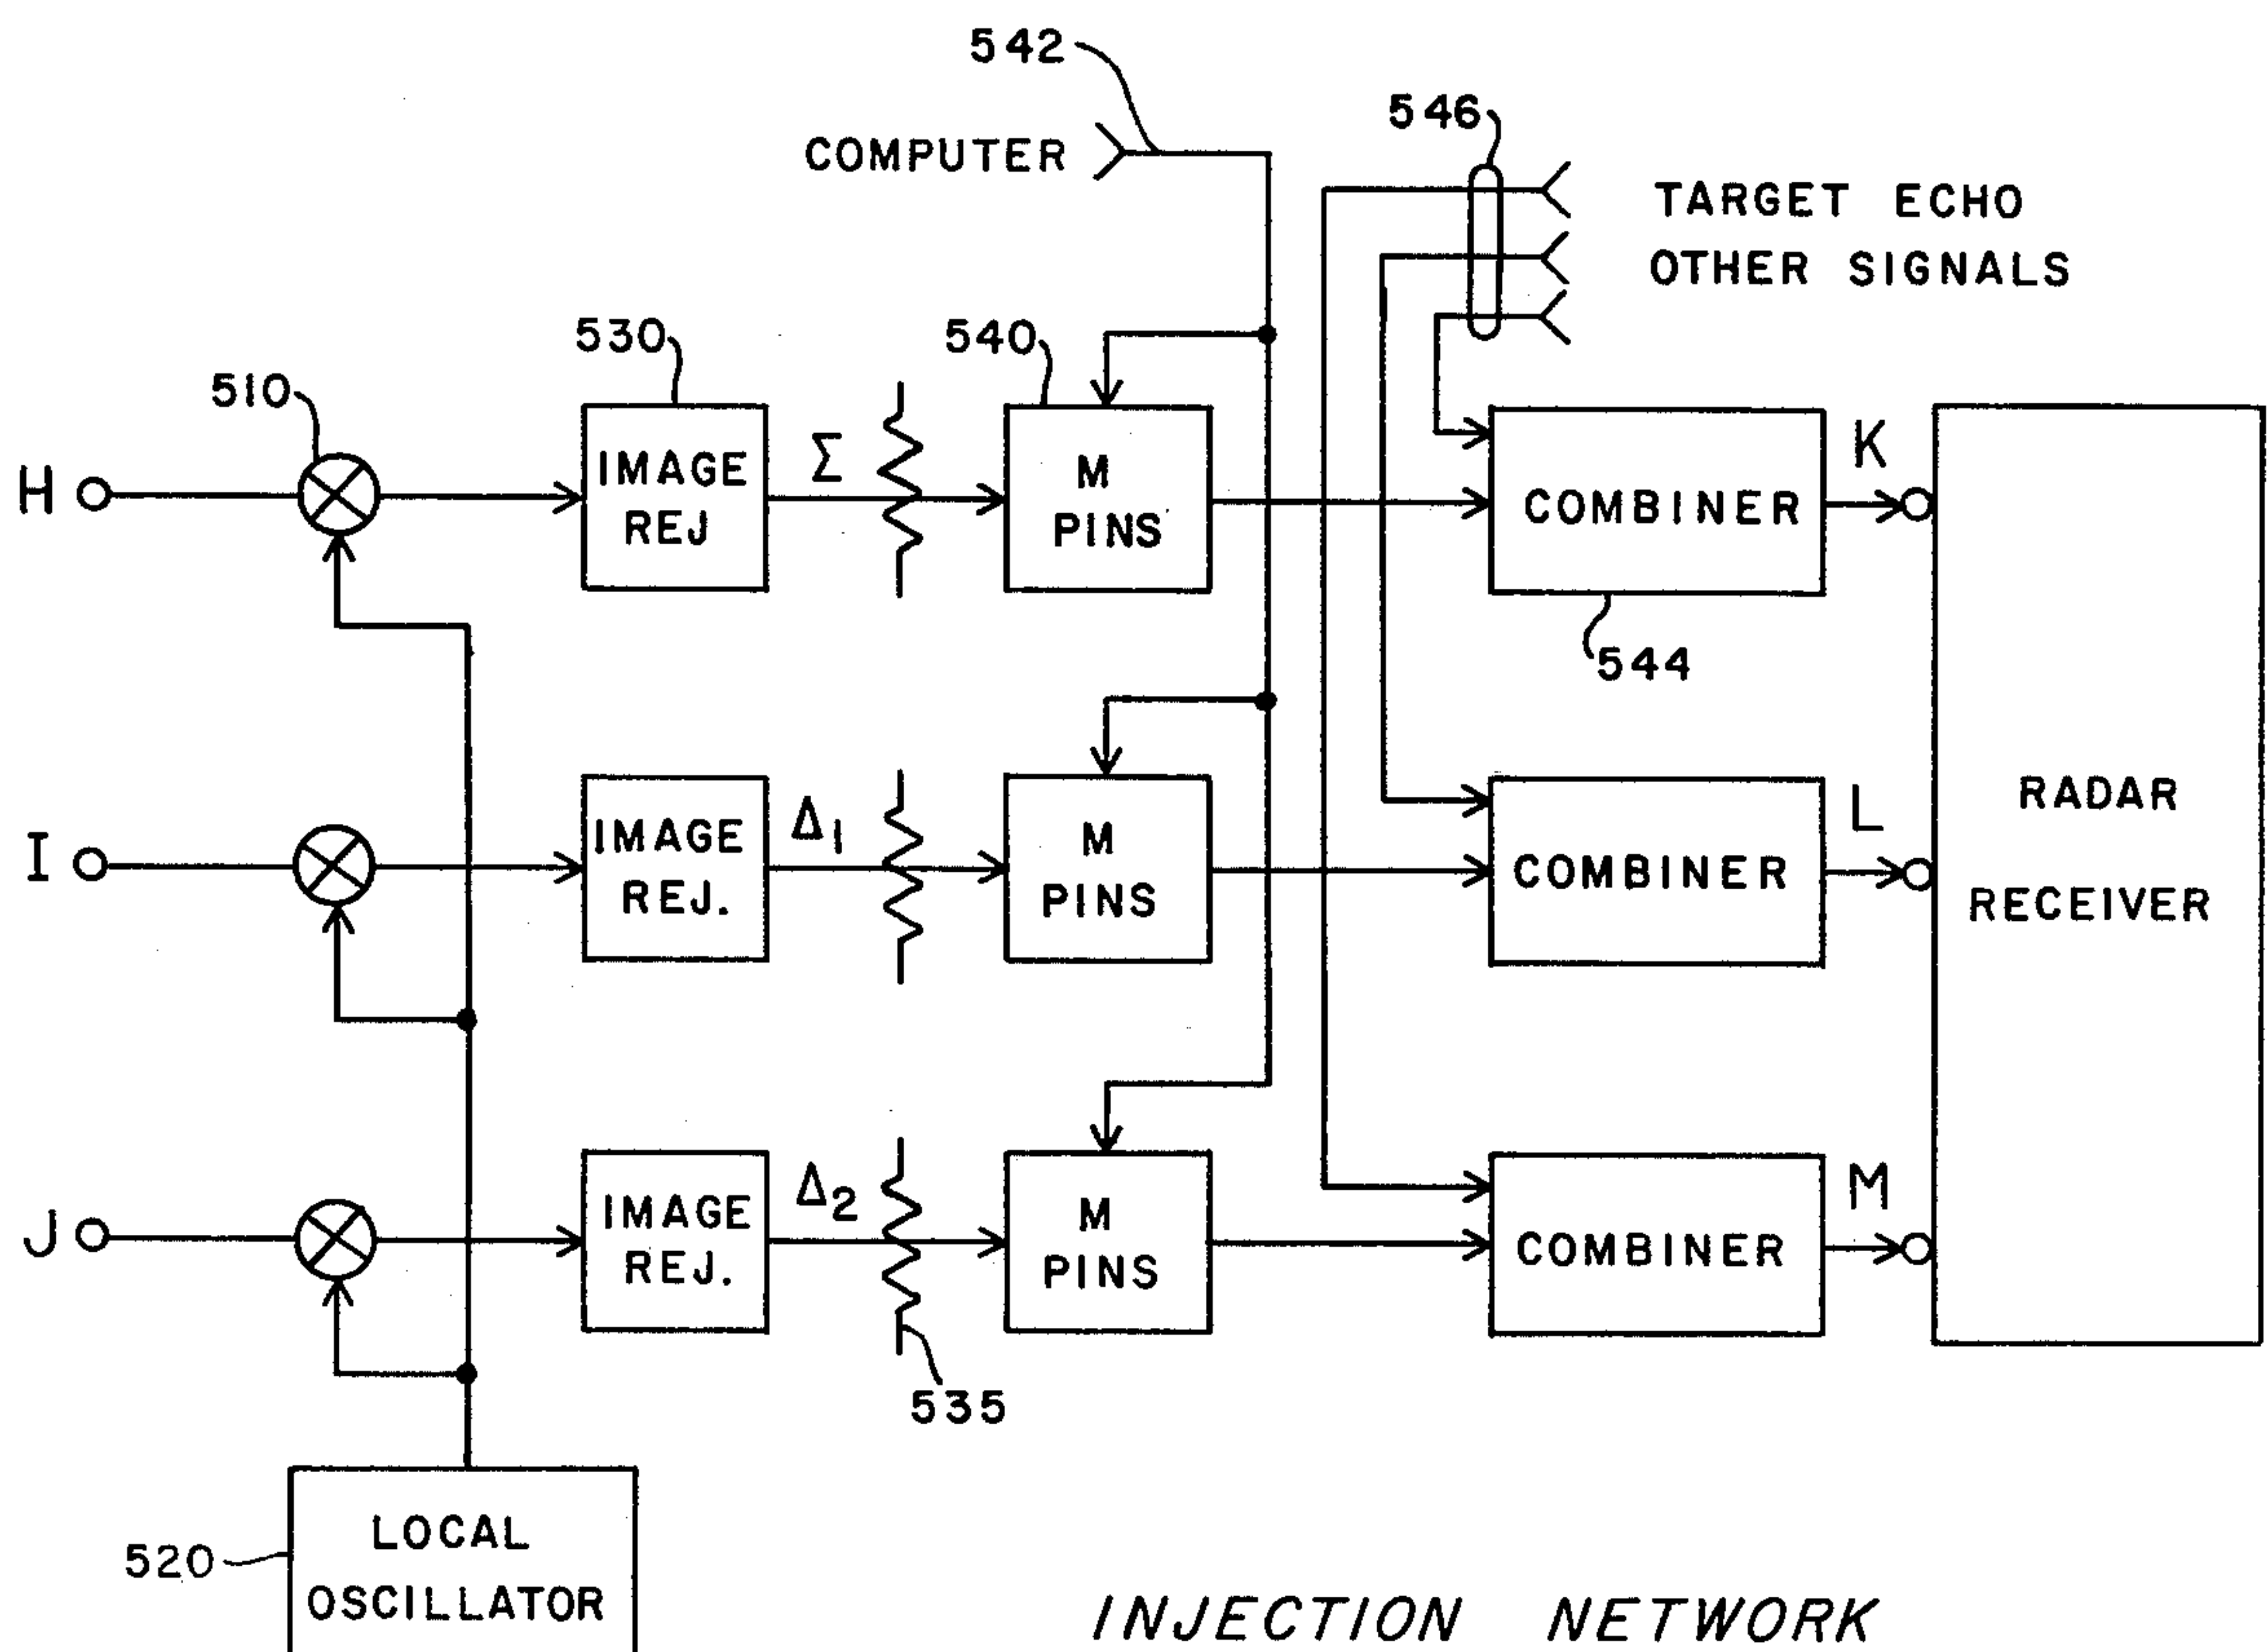 542
546
COMPUTER
TARGET ECHO
OTHER SIGNALS
530
540
510
H
IMAGE
REJ
Σ
M
PINS
COMBINER
K
544
I
IMAGE
REJ.
Δ1
M
PINS
COMBINER
L
RADAR
RECEIVER
J
IMAGE
REJ.
Δ2
M
PINS
COMBINER
M
535
520
LOCAL
OSCILLATOR
INJECTION NETWORK